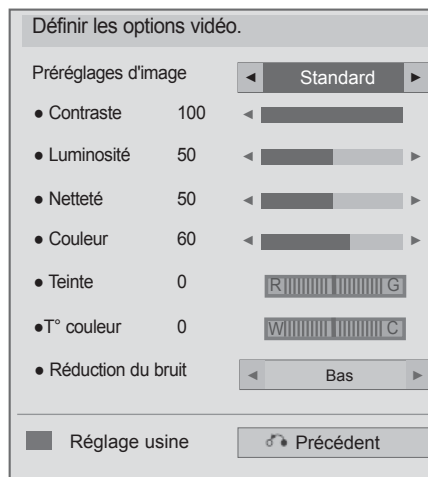 Définir les options vidéo.
Préréglages d'image ◄ Standard ►
● Contraste 100 ◄
● Luminosité 50 ◄ ►
● Netteté 50 ◄ ►
● Couleur 60 ◄ ►
● Teinte 0 R G
●T° couleur 0 W C
● Réduction du bruit ◄ Bas ►
Réglage usine Précédent